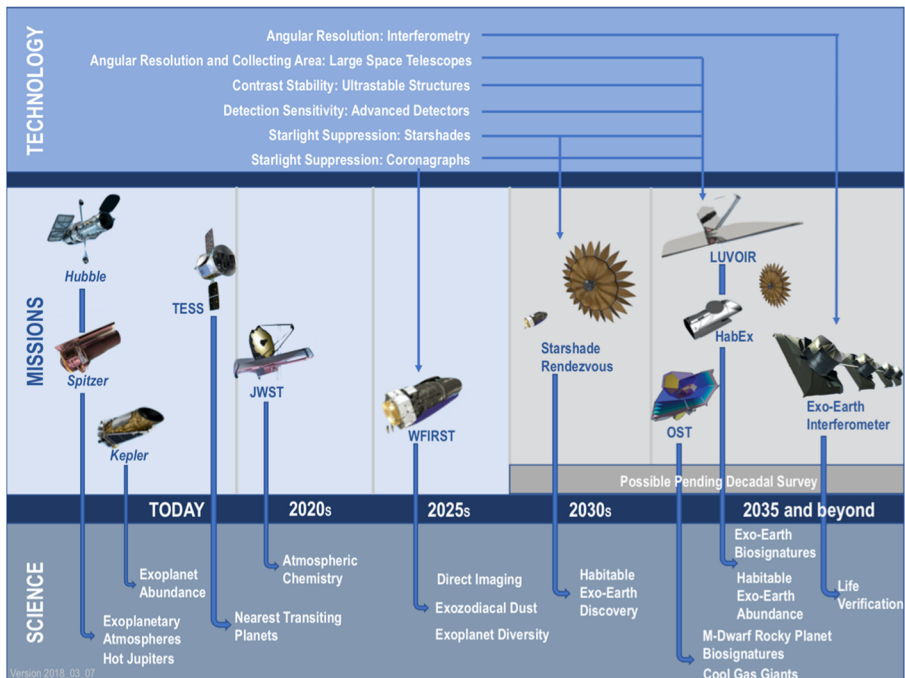 TECHNOLOGY
Angular Resolution: Interferometry
Angular Resolution and Collecting Area: Large Space Telescopes
Contrast Stability: Ultrastable Structures
Detection Sensitivity: Advanced Detectors
Starlight Suppression: Starshades
Starlight Suppression: Coronagraphs
MISSIONS
Hubble
Spitzer
Kepler
TESS
JWST
WFIRST
Starshade
Rendezvous
LUVOIR
HabEx
OST
Exo-Earth
Interferometer
Possible Pending Decadal Survey
TODAY
2020s
2025s
2030s
2035 and beyond
SCIENCE
Exoplanet
Abundance
Exoplanetary
Atmospheres
Hot Jupiters
Nearest Transiting
Planets
Atmospheric
Chemistry
Direct Imaging
Exozodiacal Dust
Exoplanet Diversity
Habitable
Exo-Earth
Discovery
Exo-Earth
Biosignatures
Habitable
Exo-Earth
Abundance
M-Dwarf Rocky Planet
Biosignatures
Cool Gas Giants
Life
Verification
Version 2018_03_07